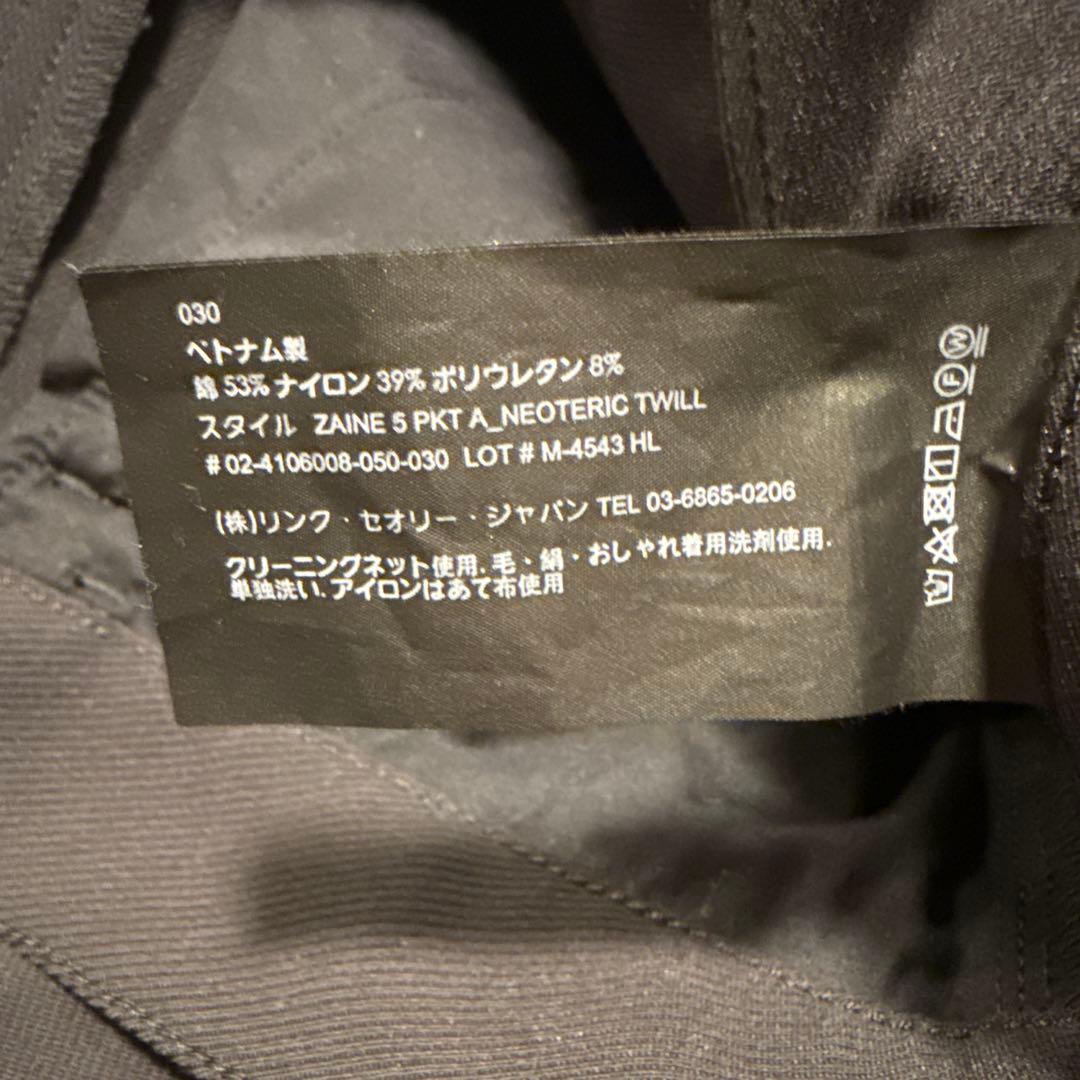 030
ベトナム製
綿 53% ナイロン 39% ポリウレタン 8%
スタイル ZAINE 5 PKT A_NEOTERIC TWILL
# 02-4106008-050-030 LOT # M-4543 HL
(株)リンク・セオリー・ジャパン TEL 03-6865-0206
クリーニングネット使用. 毛・絹・おしゃれ着用洗剤使用.
単独洗い. アイロンはあて布使用
W
F